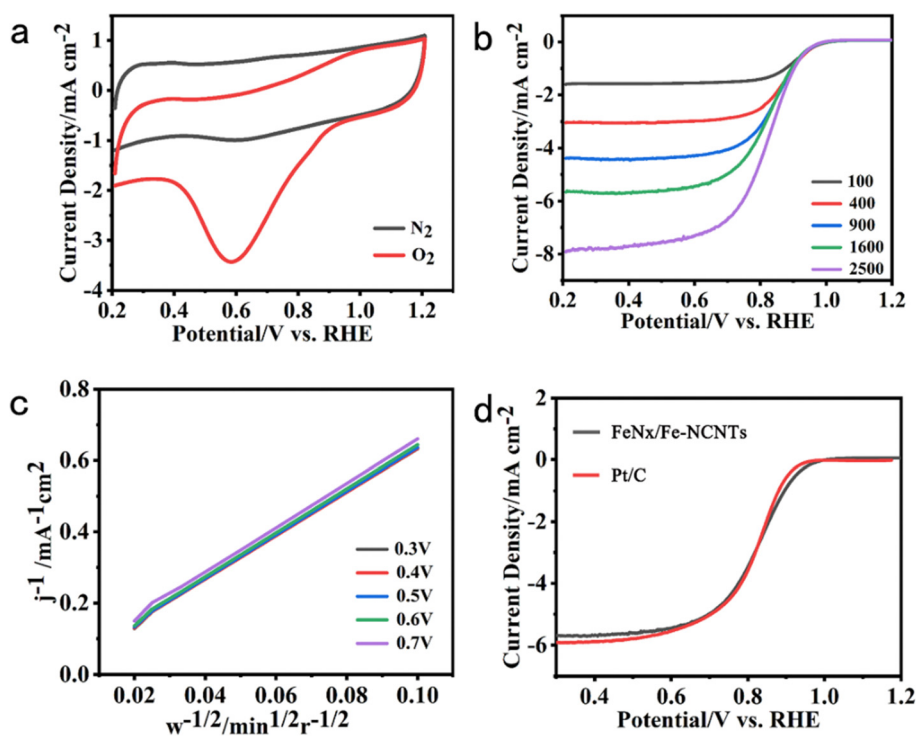 a
Current Density/mA cm-2
1
0
-1
-2
-3
-4
N2
O2
0.2 0.4 0.6 0.8 1.0 1.2
Potential/V vs. RHE
b
Current Density/mA cm-2
0
-2
-4
-6
-8
100
400
900
1600
2500
0.2 0.4 0.6 0.8 1.0 1.2
Potential/V vs. RHE
c
j-1 /mA-1cm2
0.8
0.6
0.4
0.2
0.0
0.3V
0.4V
0.5V
0.6V
0.7V
0.02 0.04 0.06 0.08 0.10
w-1/2/min1/2r-1/2
d
Current Density/mA cm-2
2
0
-2
-4
-6
FeNx/Fe-NCNTs
Pt/C
0.4 0.6 0.8 1.0 1.2
Potential/V vs. RHE